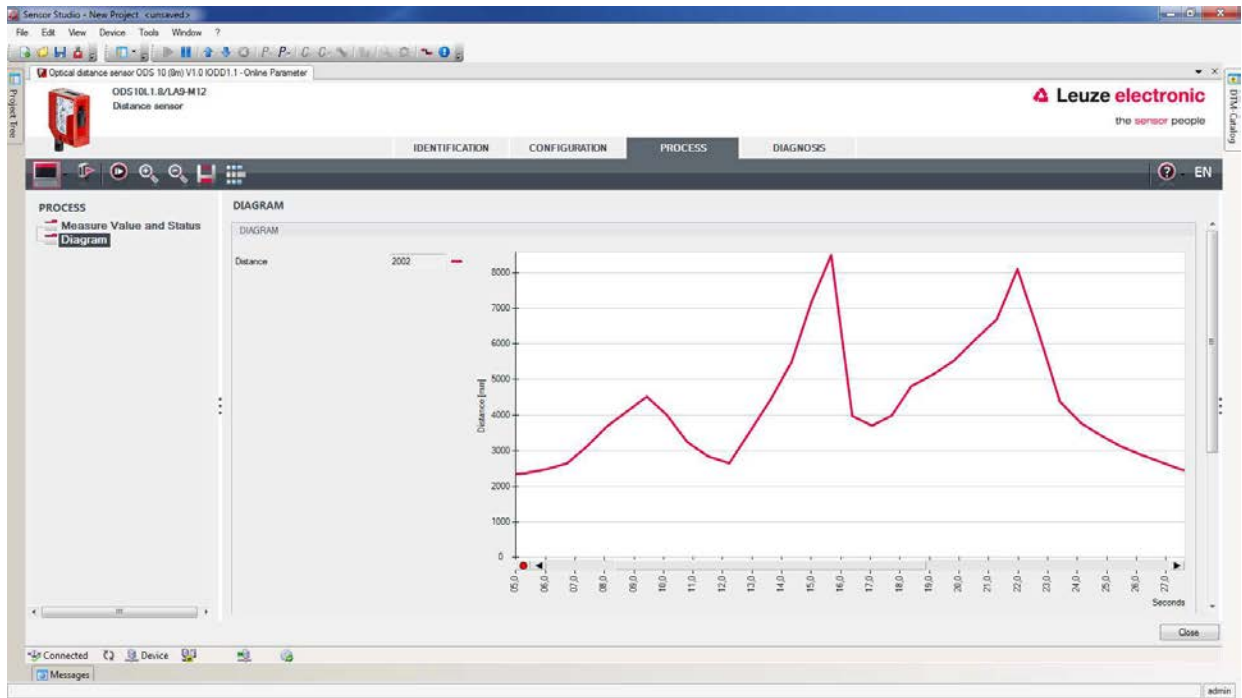 Sensor Studio - New Project <unsaved>
File Edit View Device Tools Window ?
Optical distance sensor ODS 10 (8m) V1.0 IODD1.1 - Online Parameter
Project Tree
DTM-Catalog
ODS10L1.8/LA9-M12
Distance sensor
Leuze electronic
the sensor people
IDENTIFICATION CONFIGURATION PROCESS DIAGNOSIS
EN
PROCESS
Measure Value and Status
Diagram
DIAGRAM
DIAGRAM
Distance 2002
Distance [mm]
8000
7000
6000
5000
4000
3000
2000
1000
0
05,0 06,0 07,0 08,0 09,0 10,0 11,0 12,0 13,0 14,0 15,0 16,0 17,0 18,0 19,0 20,0 21,0 22,0 23,0 24,0 25,0 26,0 27,0
Seconds
Close
Connected Device
Messages
admin